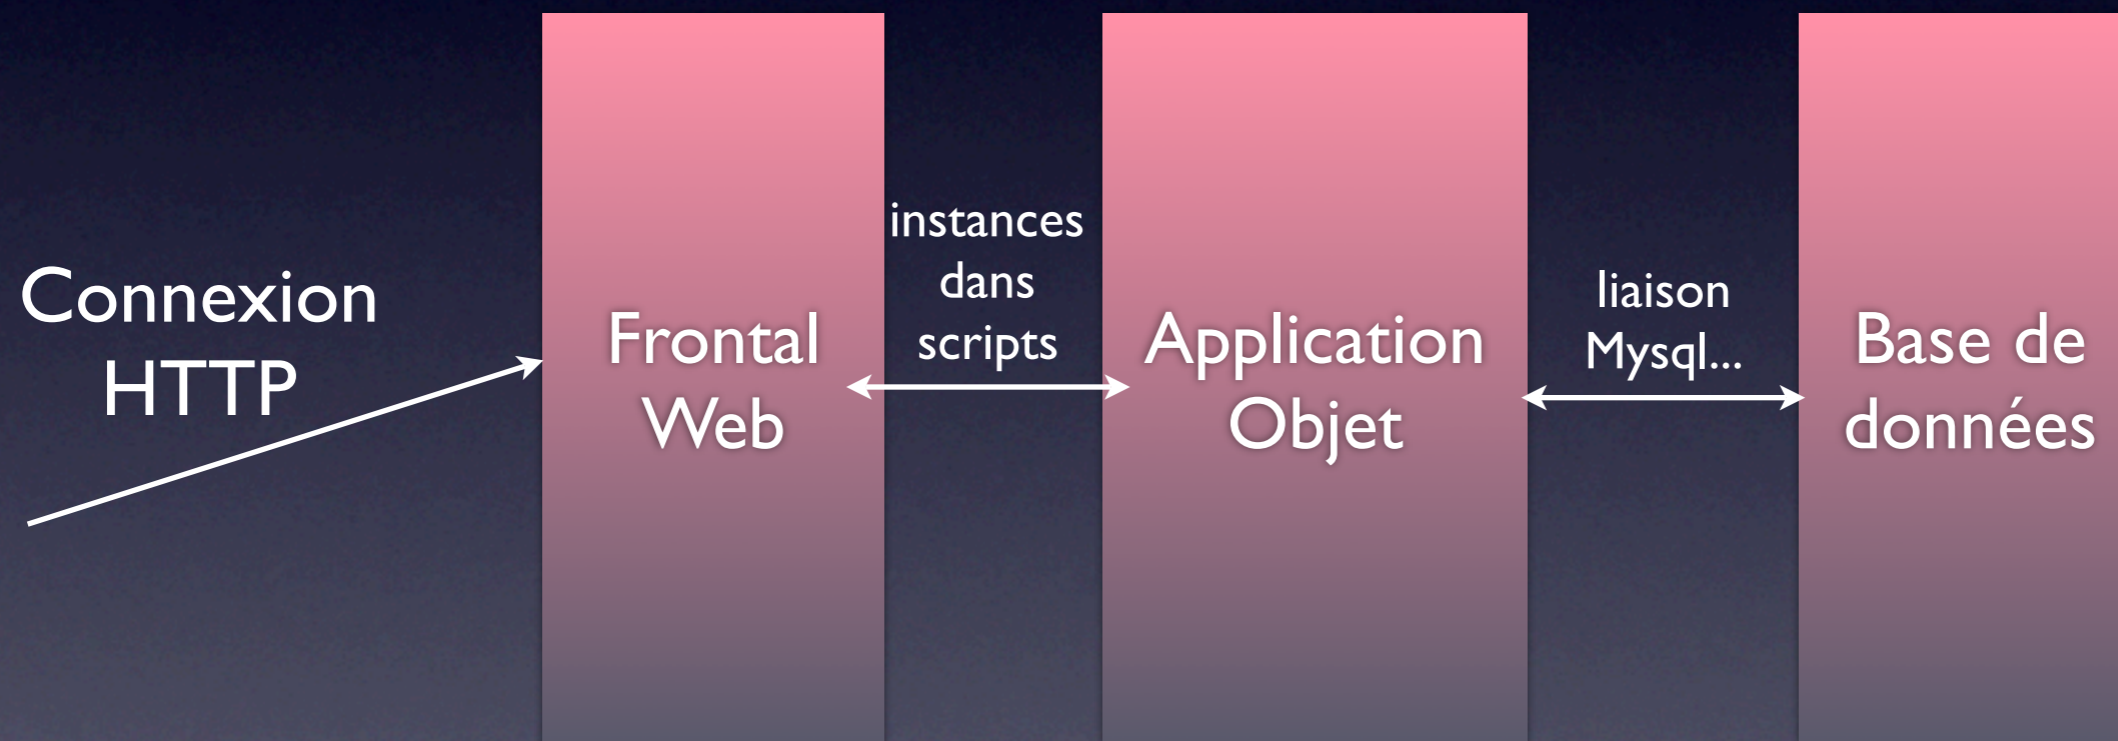 Connexion
HTTP
Frontal
Web
instances
dans
scripts
Application
Objet
liaison
Mysql...
Base de
données